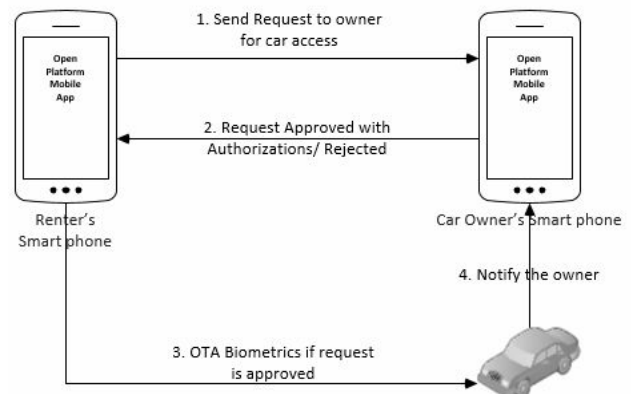 1. Send Request to owner
for car access
Open
Platform
Mobile
App
Open
Platform
Mobile
App
2. Request Approved with
Authorizations/ Rejected
Renter's
Smart phone
Car Owner's Smart phone
4. Notify the owner
3. OTA Biometrics if request
is approved